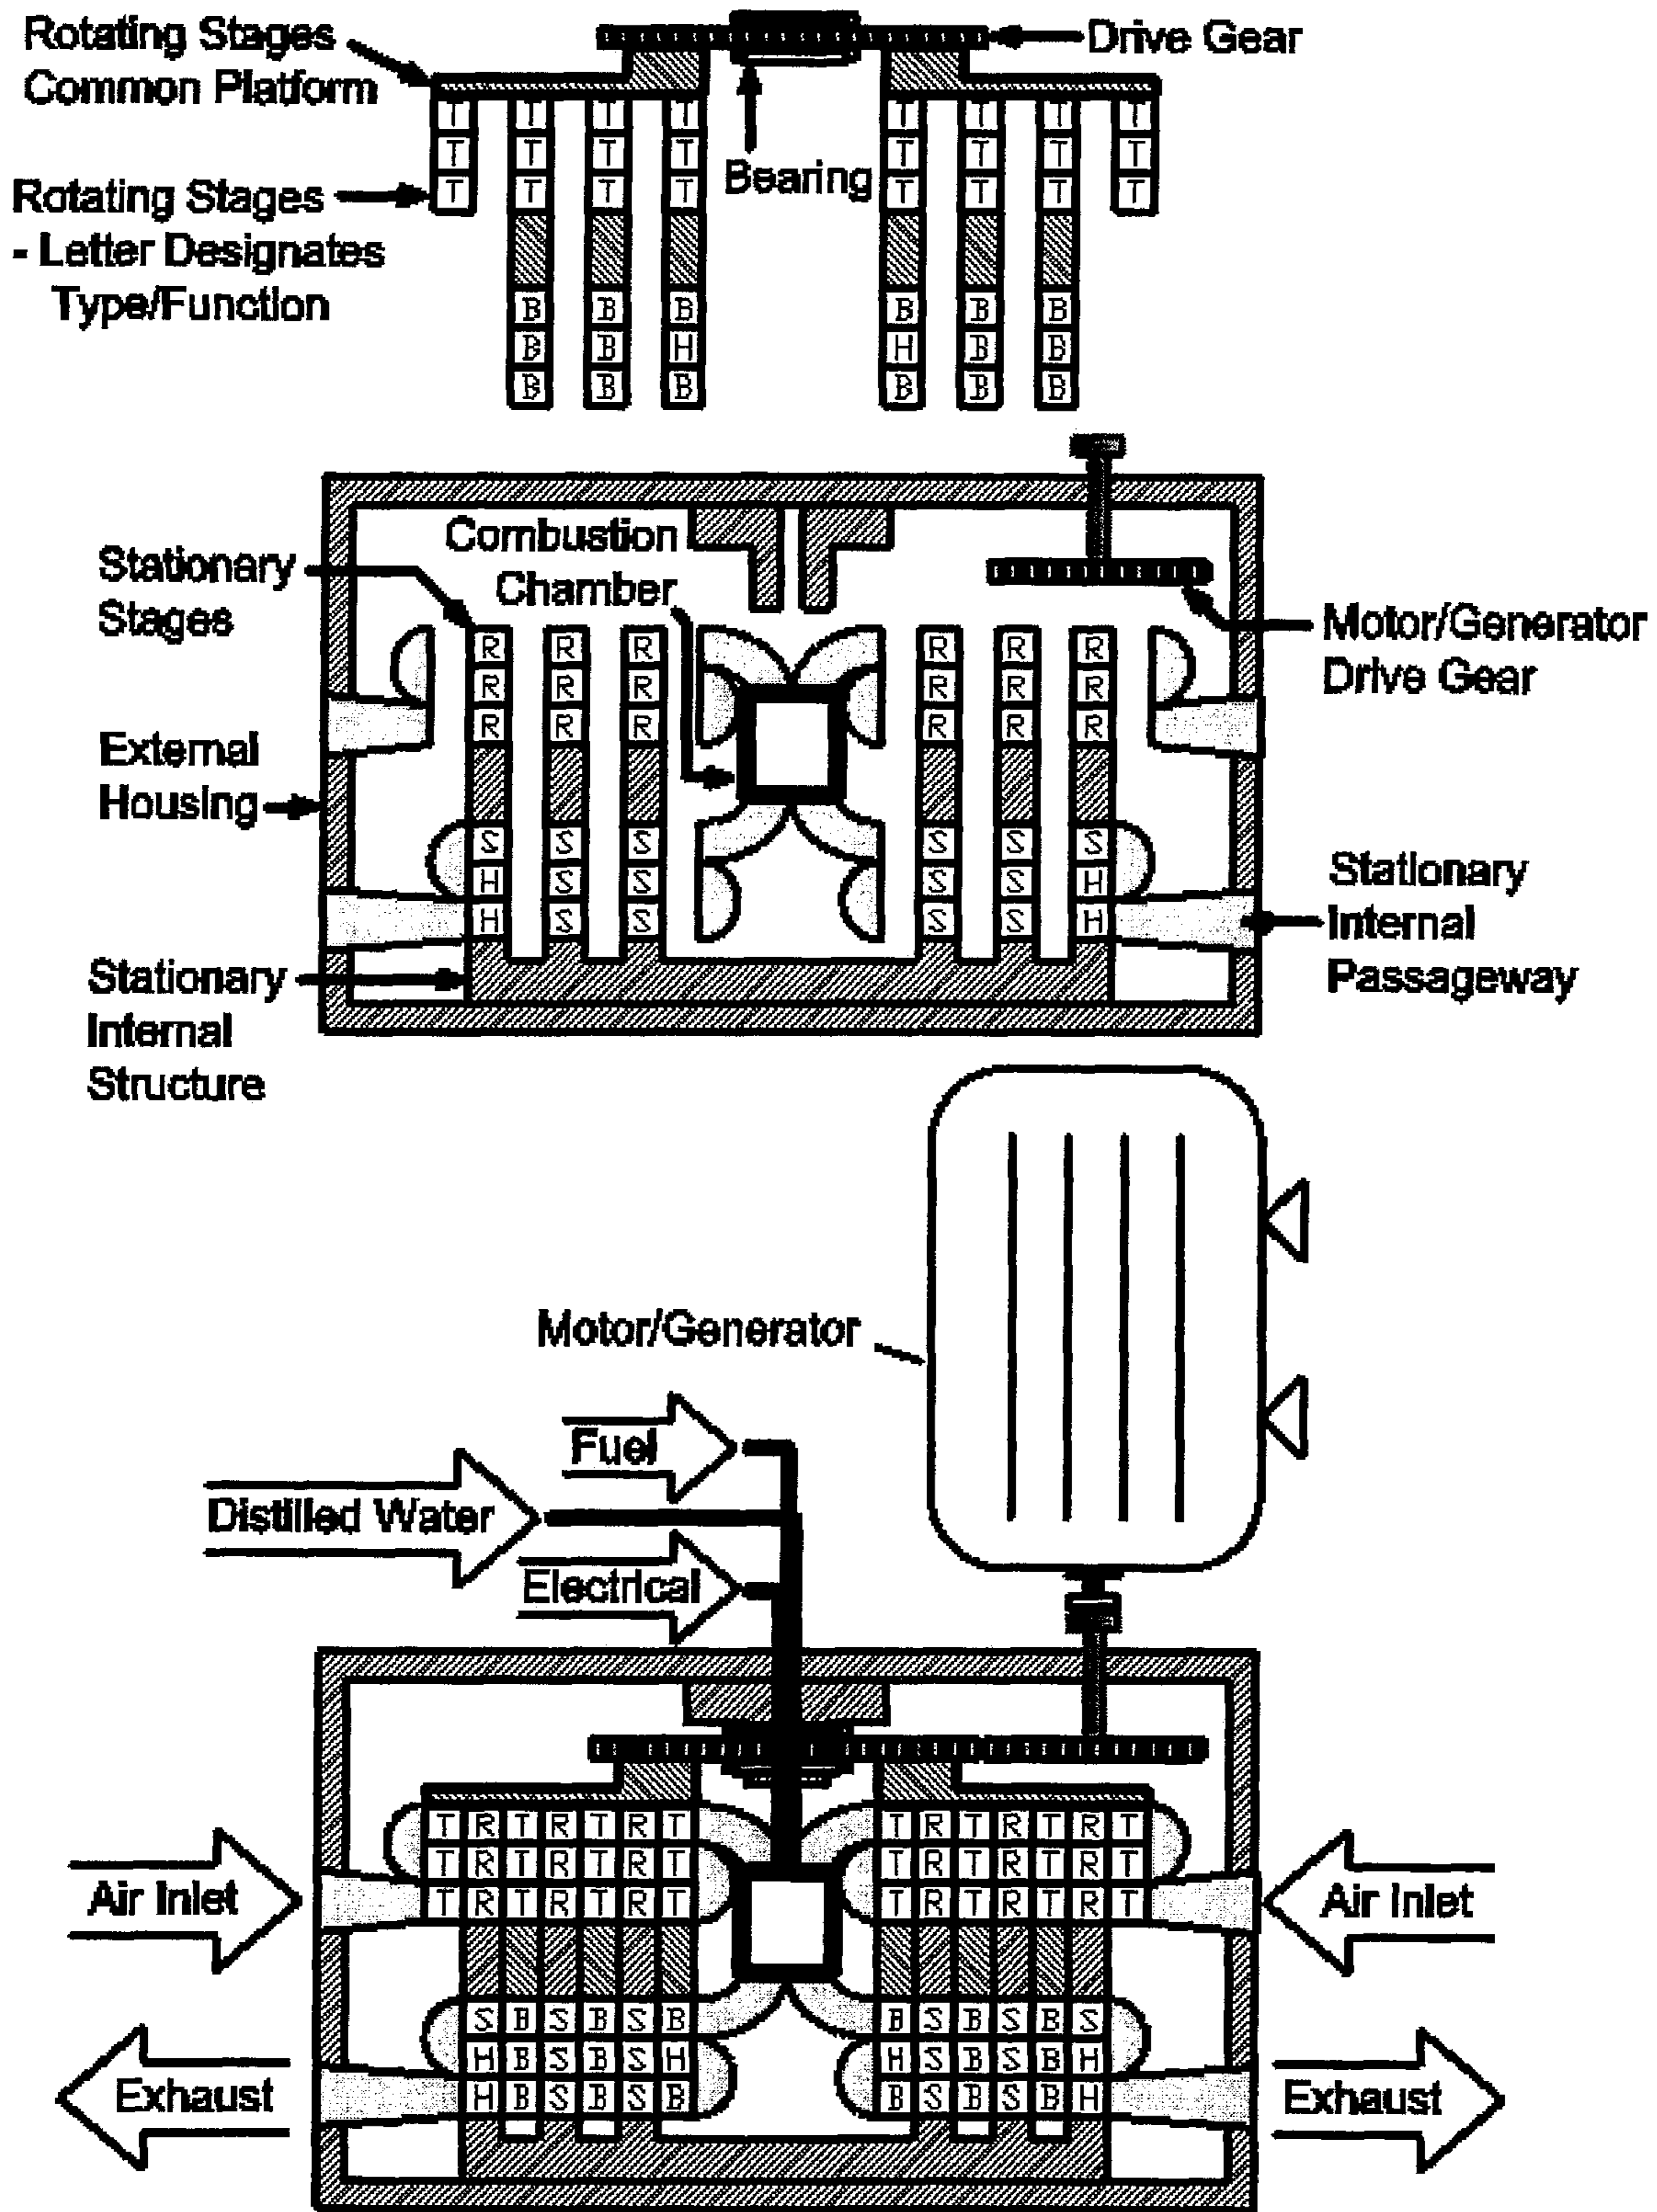 Rotating Stages
Common Platform
Drive Gear
T T T T T T T T
T T T T T T T T
Bearing
Rotating Stages
T T T T T T T T
- Letter Designates
Type/Function
B B B B B B
B B H H B B
B B B B B B
Combustion
Chamber
Stationary
Stages
Motor/Generator
Drive Gear
R R R R R R
R R R R R R
R R R R R R
External
Housing
S S S S S S
H S S S S H
H S S S S H
Stationary
Internal
Passageway
Stationary
Internal
Structure
Motor/Generator
Fuel
Distilled Water
Electrical
T R T R T R T T R T R T R T
T R T R T R T T R T R T R T
T R T R T R T T R T R T R T
Air Inlet
Air Inlet
S B S B S B B S B S B S
H B S B S H H S B S B H
H B S B S B B S B S B H
Exhaust
Exhaust